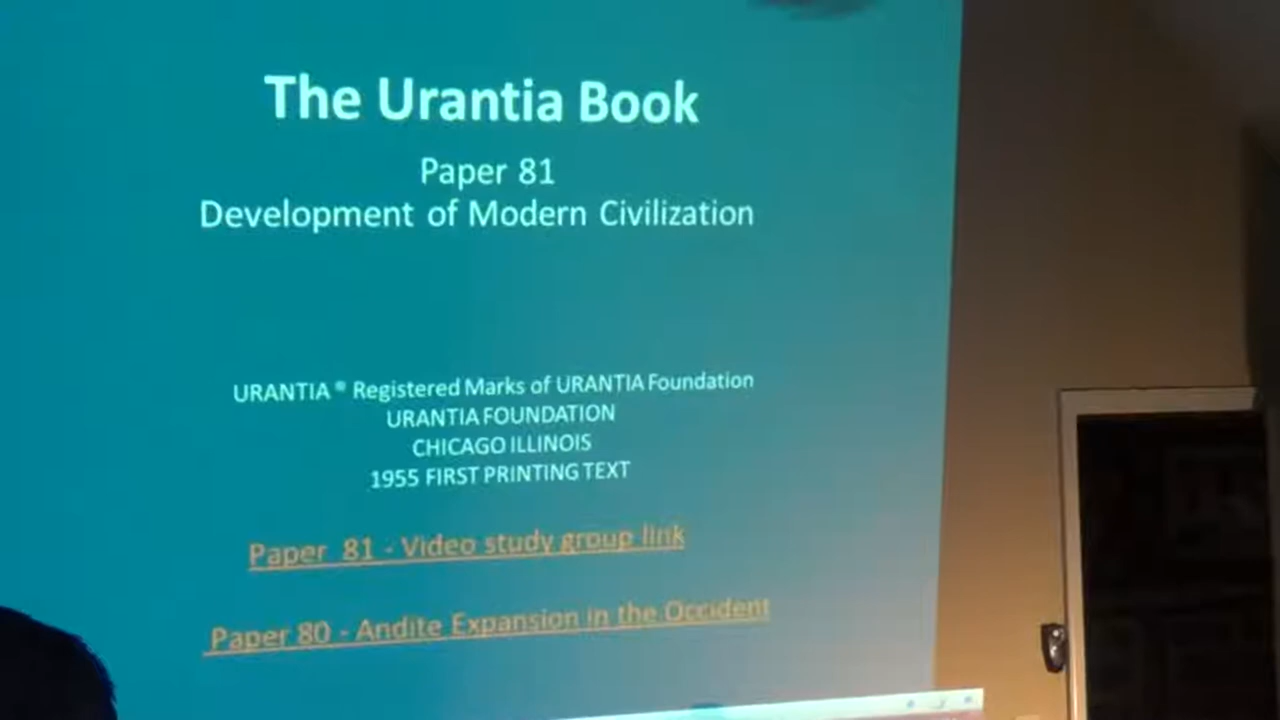 The Urantia Book
Paper 81
Development of Modern Civilization
URANTIA ® Registered Marks of URANTIA Foundation
URANTIA FOUNDATION
CHICAGO ILLINOIS
1955 FIRST PRINTING TEXT
Paper 81 - Video study group link
Paper 80 - Andite Expansion in the Occident